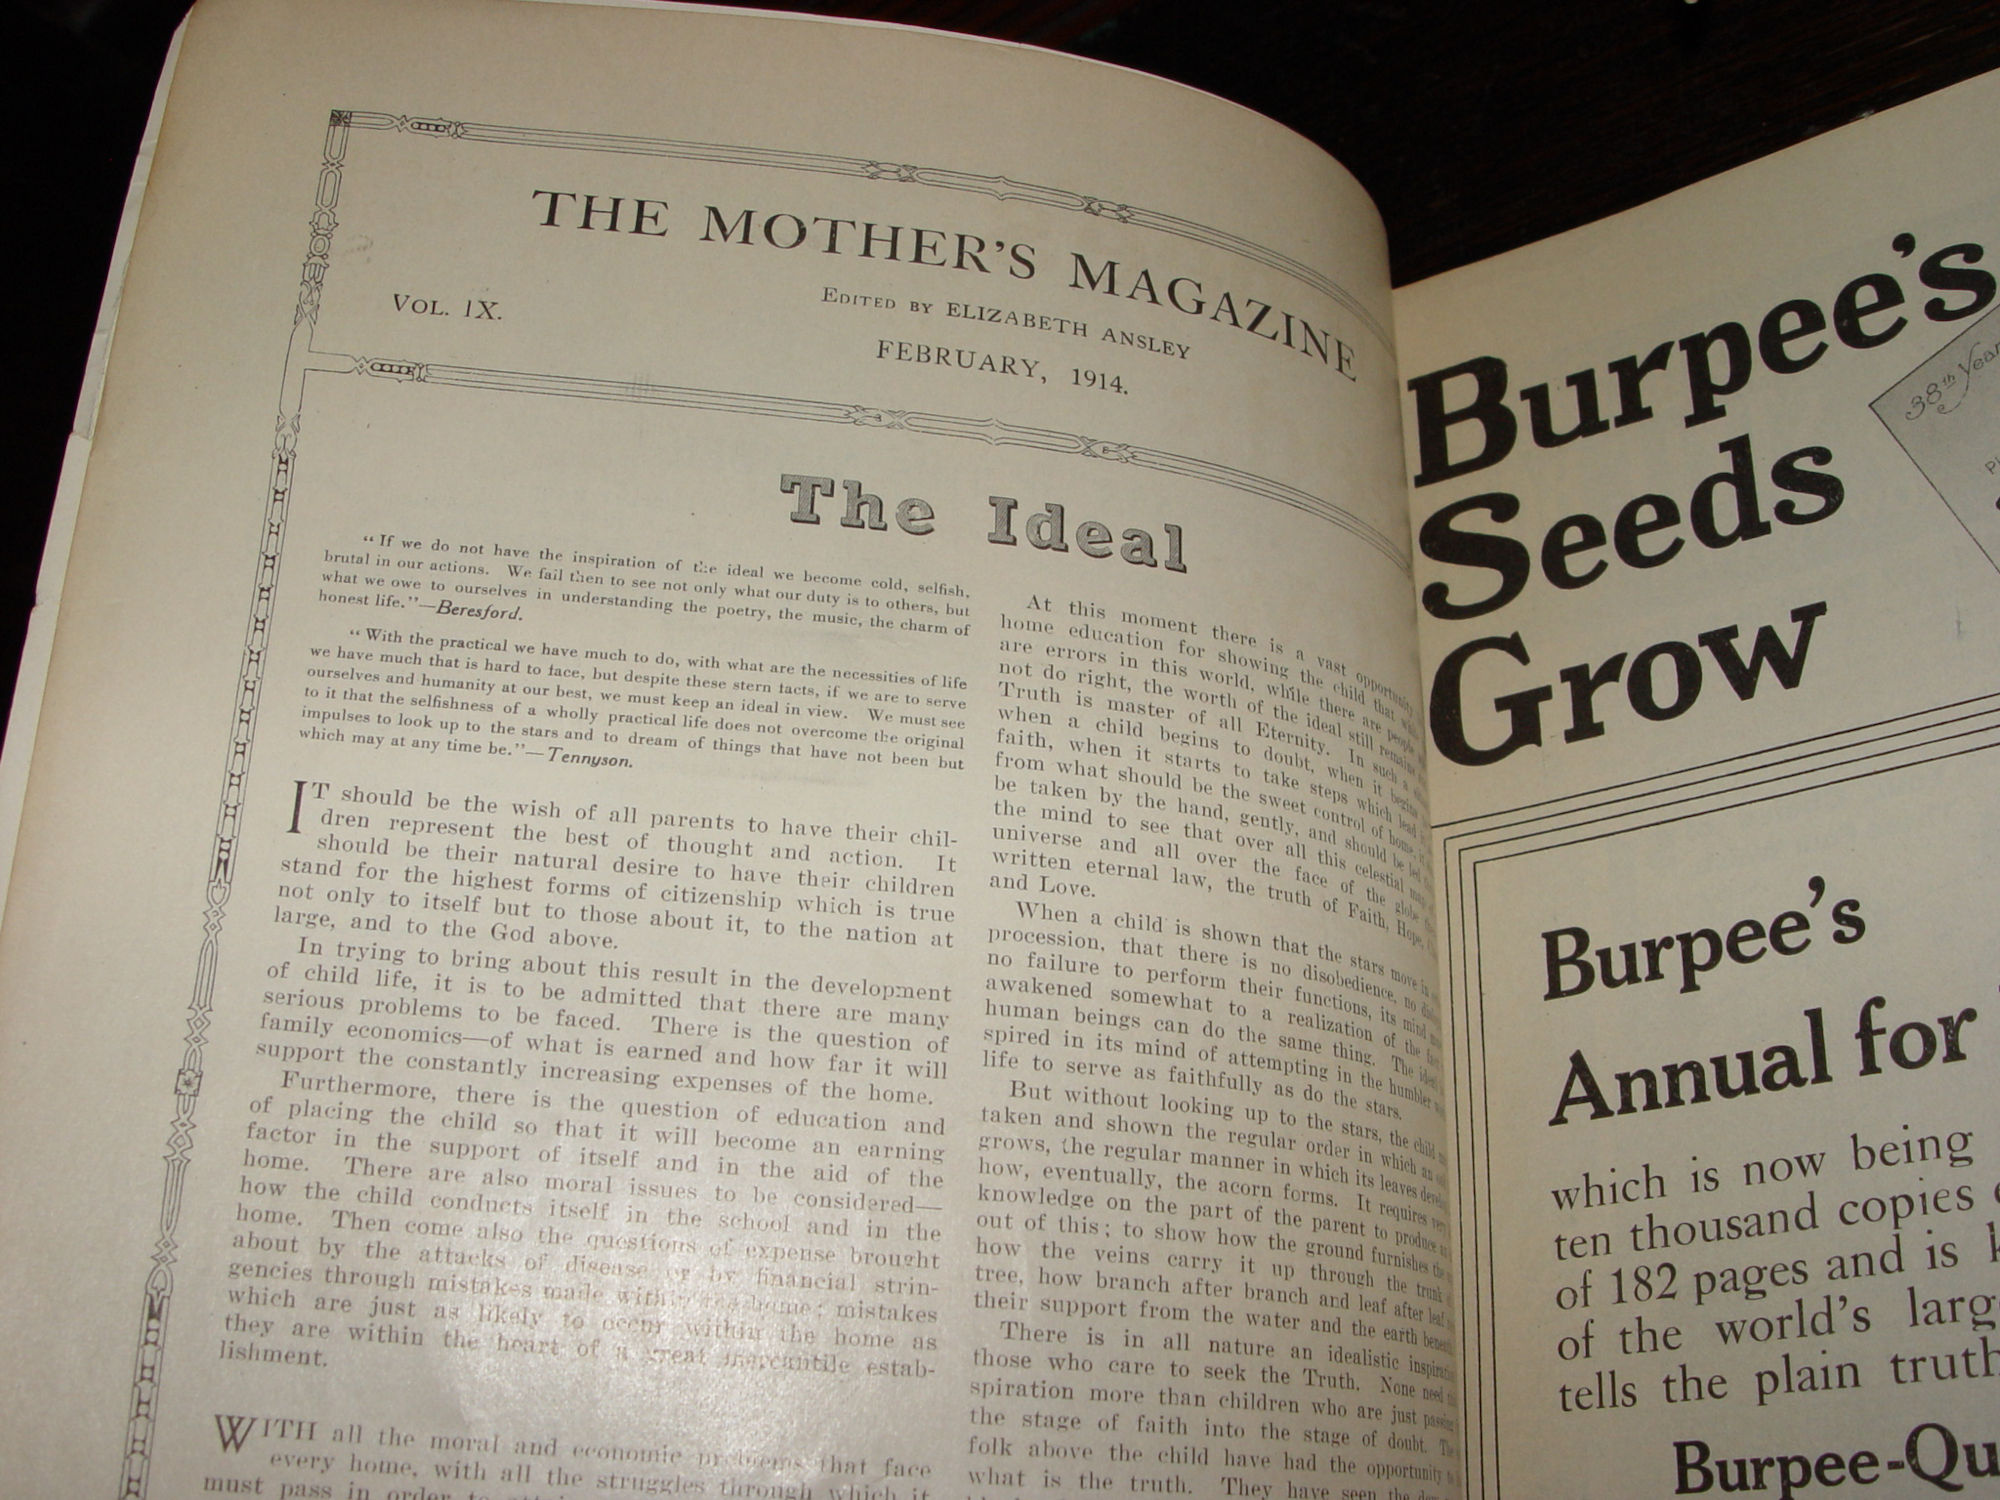 THE MOTHER'S MAGAZINE
EDITED BY ELIZABETH ANSLEY
VOL. IX.
FEBRUARY, 1914.
The Ideal
"If we do not have the inspiration of the ideal we become cold, selfish,
brutal in our actions. We fail then to see not only what our duty is to others, but
what we owe to ourselves in understanding the poetry, the music, the charm of
honest life."—Beresford.
"With the practical we have much to do, with what are the necessities of life
we have much that is hard to face, but despite these stern facts, if we are to serve
ourselves and humanity at our best, we must keep an ideal in view. We must see
to it that the selfishness of a wholly practical life does not overcome the original
impulses to look up to the stars and to dream of things that have not been but
which may at any time be."—Tennyson.
IT should be the wish of all parents to have their chil-
dren represent the best of thought and action. It
should be their natural desire to have their children
stand for the highest forms of citizenship which is true
not only to itself but to those about it, to the nation at
large, and to the God above.
In trying to bring about this result in the development
of child life, it is to be admitted that there are many
serious problems to be faced. There is the question of
family economics—of what is earned and how far it will
support the constantly increasing expenses of the home.
Furthermore, there is the question of education and
of placing the child so that it will become an earning
factor in the support of itself and in the aid of the
home. There are also moral issues to be considered—
how the child conducts itself in the school and in the
home. Then come also the questions of expense brought
about by the attacks of disease or by financial strin-
gencies through mistakes made within the home; mistakes
which are just as likely to occur within the home as
they are within the heart of a great mercantile estab-
lishment.
WITH all the moral and economic problems that face
every home, with all the struggles through which it
must pass in order to
At this moment there is a vast opportunity
home education for showing the child that
are errors in this world, while there are people
not do right, the worth of the ideal still remains
Truth is master of all Eternity. In such a
when a child begins to doubt, when it begins
faith, when it starts to take steps which lead
from what should be the sweet control of home, it
be taken by the hand, gently, and should be led
the mind to see that over all this celestial
universe and all over the face of the globe
written eternal law, the truth of Faith, Hope,
and Love.
When a child is shown that the stars move in
procession, that there is no disobedience, no
no failure to perform their functions, its mind
awakened somewhat to a realization of the
human beings can do the same thing. The
spired in its mind of attempting in the humbler
life to serve as faithfully as do the stars.
But without looking up to the stars, the child
taken and shown the regular order in which an
grows, the regular manner in which its leaves
how, eventually, the acorn forms. It requires
knowledge on the part of the parent to produce
out of this; to show how the ground furnishes the
how the veins carry it up through the trunk
tree, how branch after branch and leaf after leaf
their support from the water and the earth
There is in all nature an idealistic
those who care to seek the Truth. None need
spiration more than children who are just
the stage of faith into the stage of doubt. The
folk above the child have had the opportunity
what is the truth. They have seen the
Burpee's
Seeds
Grow
38th Year
Burpee's
Annual for
which is now being
ten thousand copies
of 182 pages and is
of the world's
tells the plain
Burpee-